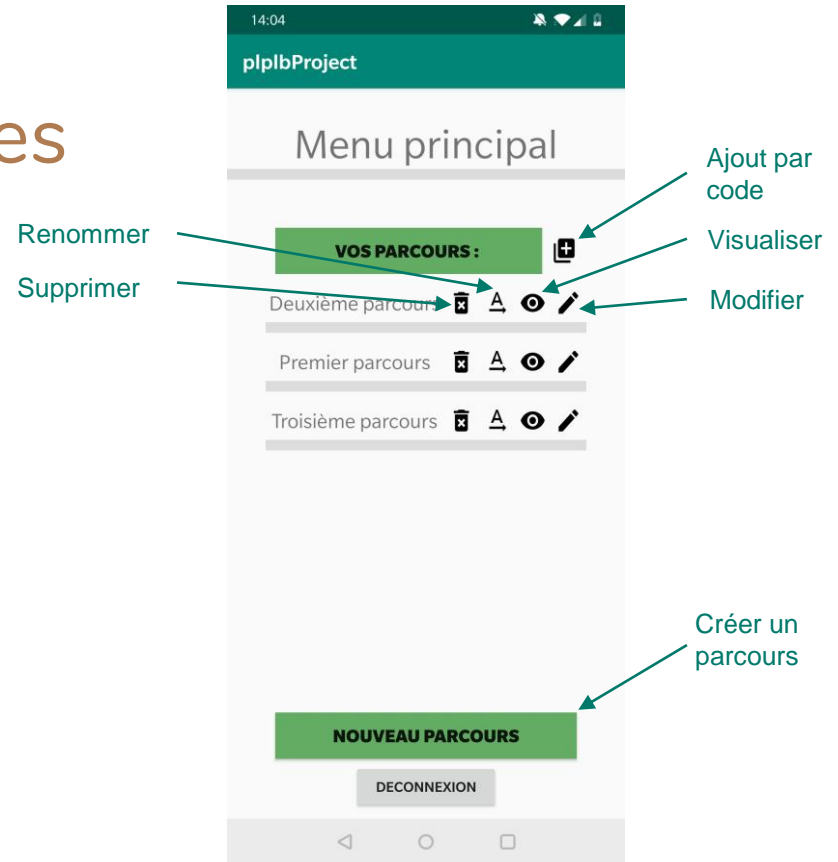 14:04
plplbProject
es
Menu principal
Ajout par
code
Renommer
VOS PARCOURS :
Visualiser
Supprimer
Deuxième parcours
A
Modifier
Premier parcours
A
Troisième parcours
A
Créer un
parcours
NOUVEAU PARCOURS
DECONNEXION